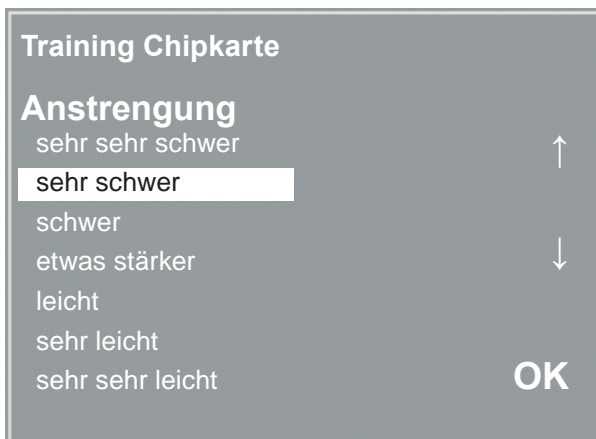 Training Chipkarte
Anstrengung
sehr sehr schwer
↑
sehr schwer
schwer
etwas stärker
↓
leicht
sehr leicht
sehr sehr leicht
OK